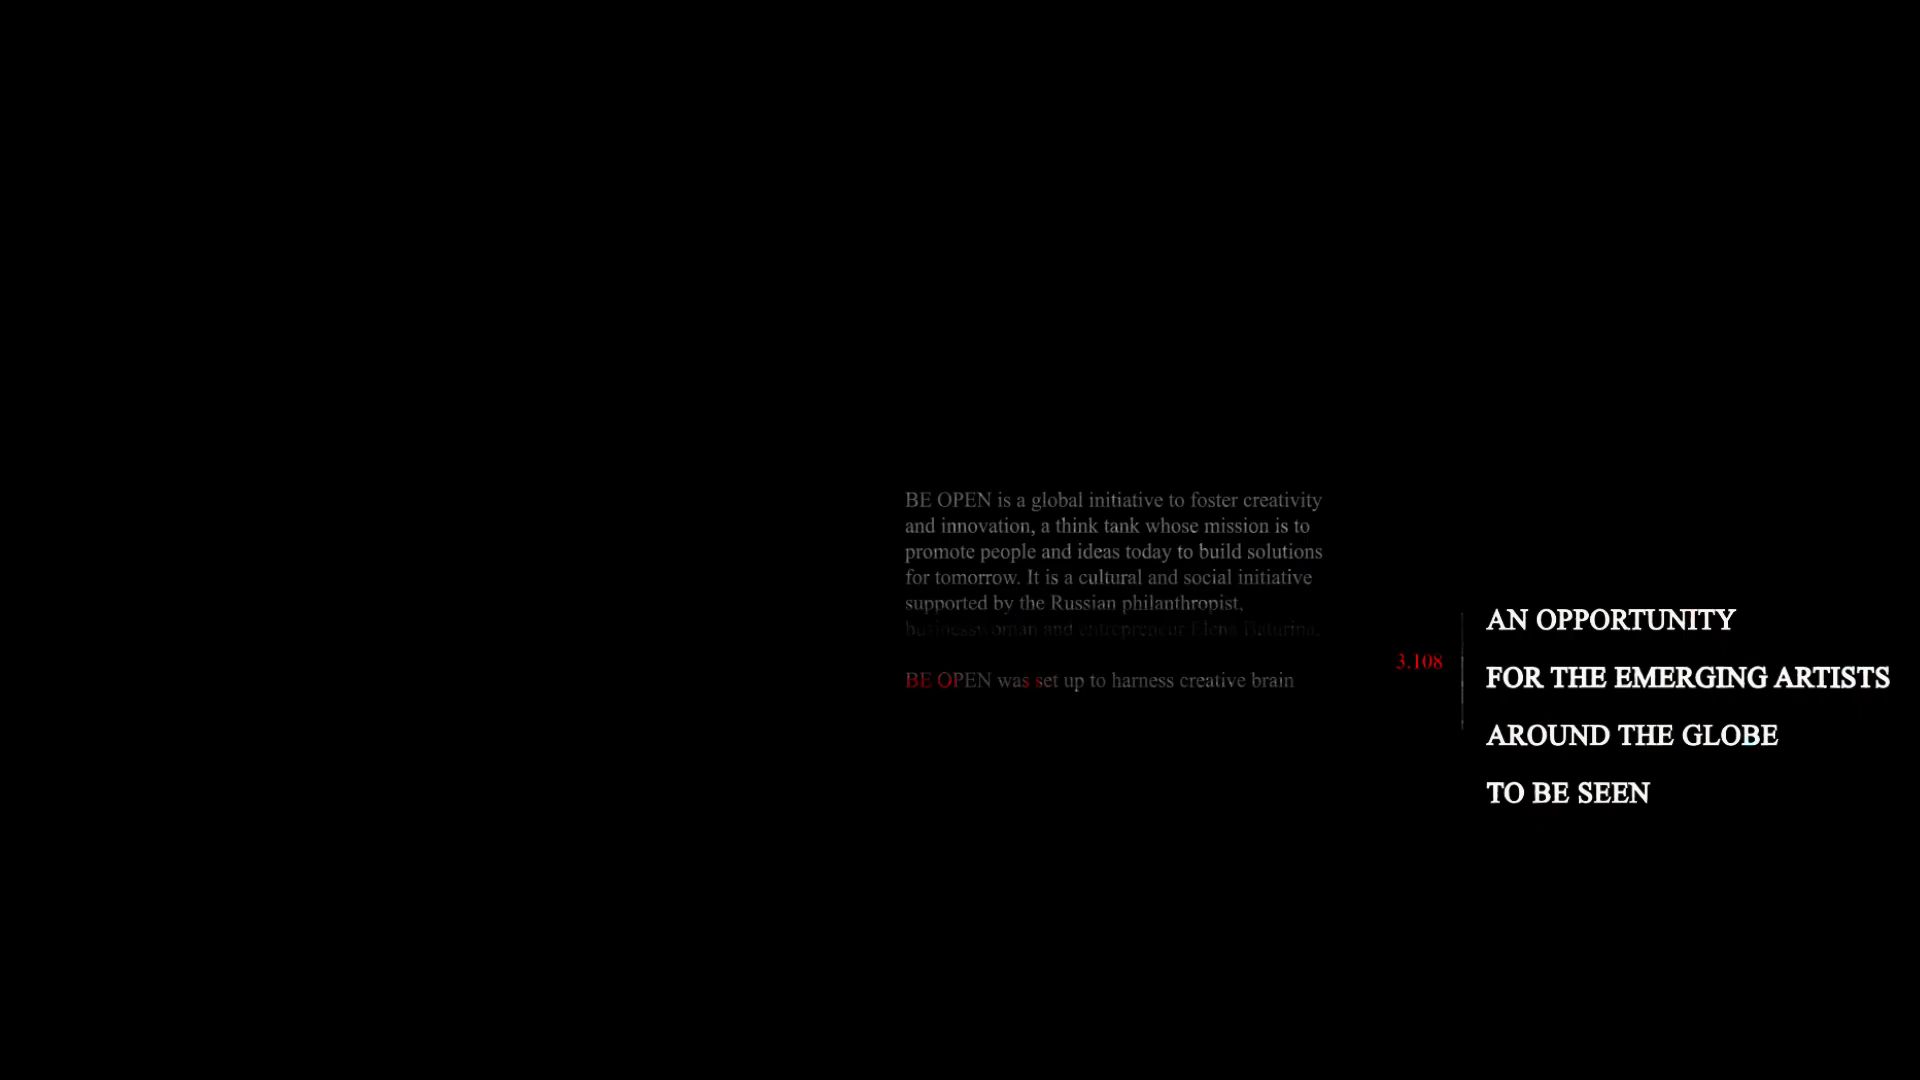 BE OPEN is a global initiative to foster creativity
and innovation, a think tank whose mission is to
promote people and ideas today to build solutions
for tomorrow. It is a cultural and social initiative
supported by the Russian philanthropist,
businesswoman and entrepreneur Elena Baturina.
BE OPEN was set up to harness creative brain
3.108
AN OPPORTUNITY
FOR THE EMERGING ARTISTS
AROUND THE GLOBE
TO BE SEEN